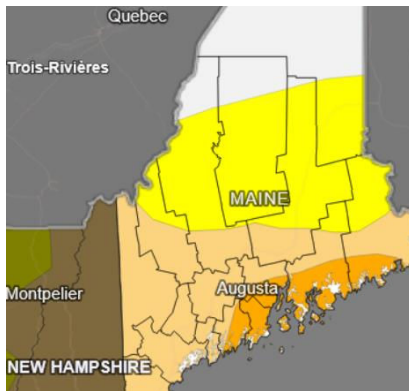 Quebec
Trois-Rivières
MAINE
Augusta
Montpelier
NEW HAMPSHIRE